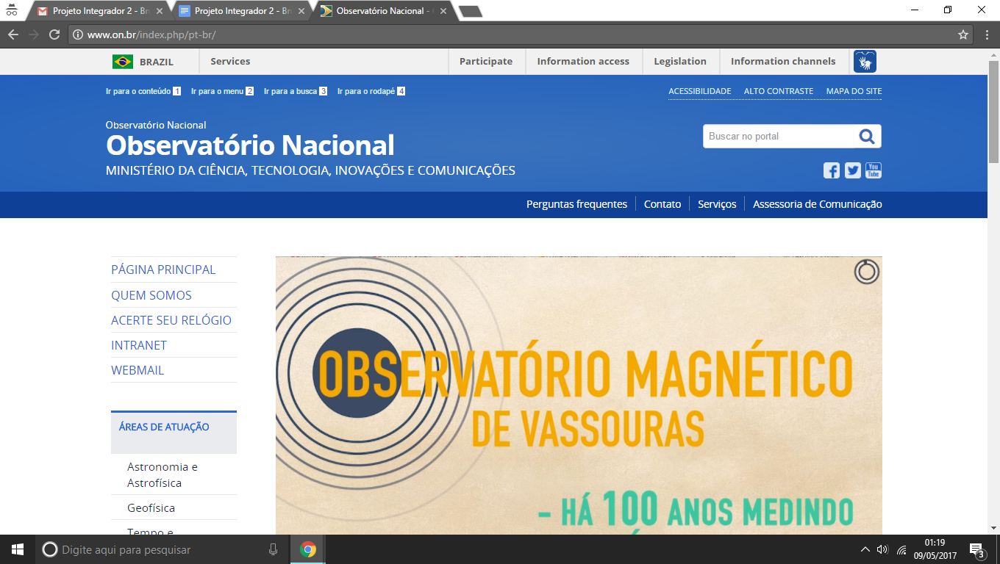 Projeto Integrador 2 - Br
Projeto Integrador 2 - Br
Observatório Nacional -
www.on.br/index.php/pt-br/
BRAZIL
Services
Participate
Information access
Legislation
Information channels
Ir para o conteúdo 1
Ir para o menu 2
Ir para a busca 3
Ir para o rodapé 4
ACESSIBILIDADE
ALTO CONTRASTE
MAPA DO SITE
Observatório Nacional
Observatório Nacional
MINISTÉRIO DA CIÊNCIA, TECNOLOGIA, INOVAÇÕES E COMUNICAÇÕES
Buscar no portal
You Tube
Perguntas frequentes
Contato
Serviços
Assessoria de Comunicação
PÁGINA PRINCIPAL
QUEM SOMOS
ACERTE SEU RELÓGIO
INTRANET
WEBMAIL
ÁREAS DE ATUAÇÃO
Astronomia e
Astrofísica
Geofísica
Tempo e
OBSERVATÓRIO MAGNÉTICO
DE VASSOURAS
- HÁ 100 ANOS MEDINDO
Digite aqui para pesquisar
01:19
09/05/2017
3